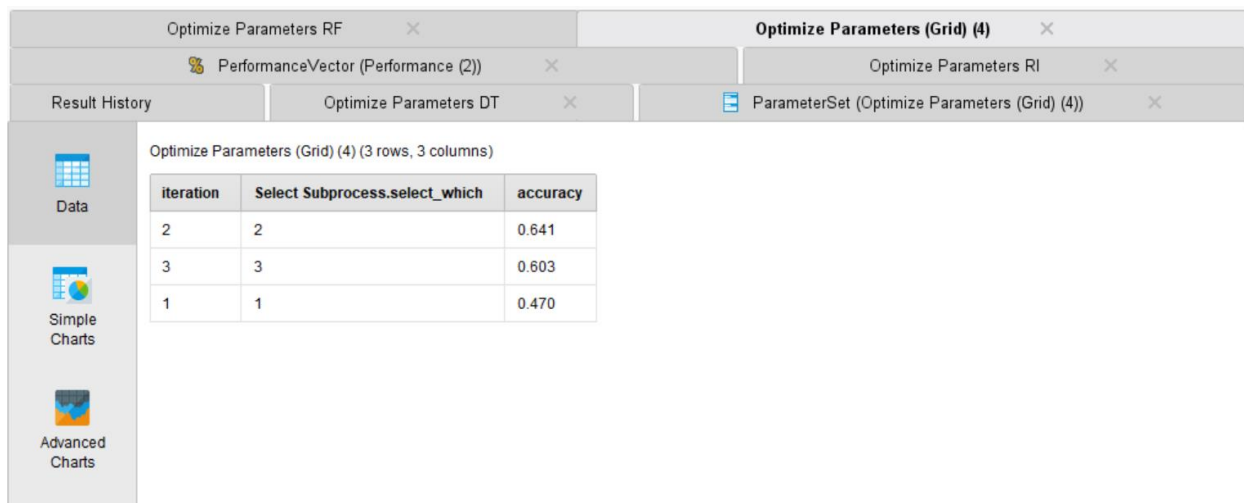 Optimize Parameters RF
Optimize Parameters (Grid) (4)
PerformanceVector (Performance (2))
Optimize Parameters RI
Result History
Optimize Parameters DT
ParameterSet (Optimize Parameters (Grid) (4))
Data
Simple
Charts
Advanced
Charts
Optimize Parameters (Grid) (4) (3 rows, 3 columns)
iteration Select Subprocess.select_which accuracy
2 2 0.641
3 3 0.603
1 1 0.470